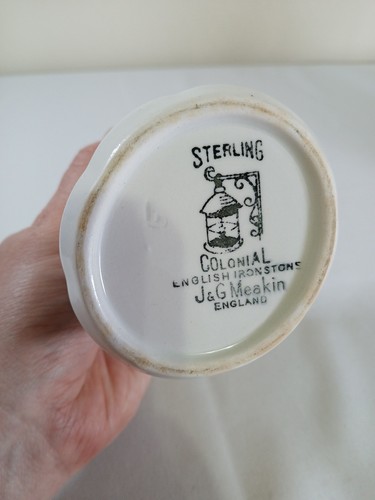 STERLING
COLONIAL
ENGLISH IRONSTONE
J&G Meakin
ENGLAND